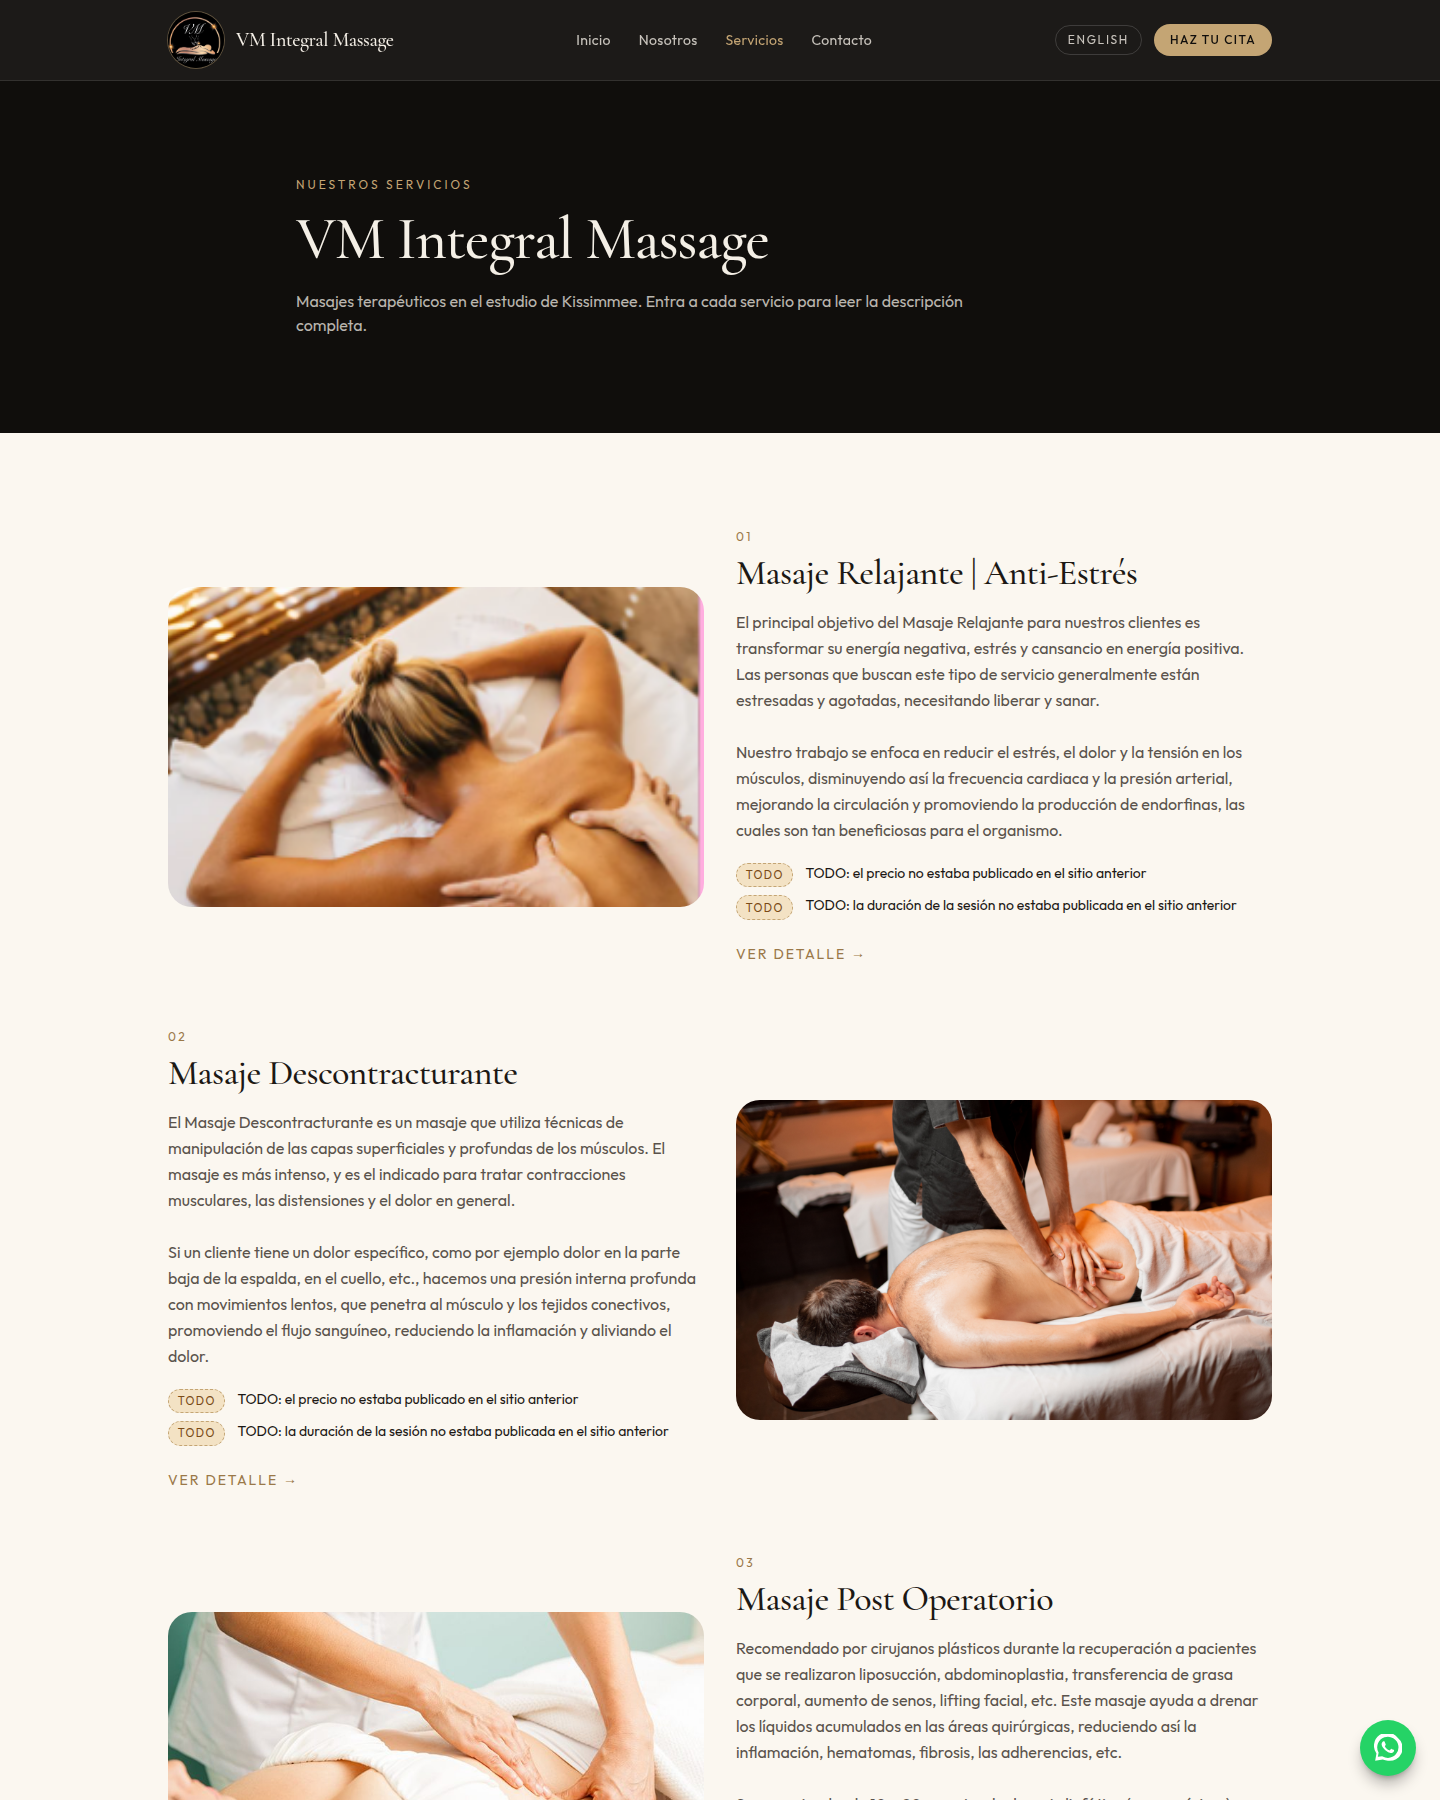 VM Integral Massage
Inicio
Nosotros
Servicios
Contacto
ENGLISH
HAZ TU CITA
NUESTROS SERVICIOS
VM Integral Massage
Masajes terapéuticos en el estudio de Kissimmee. Entra a cada servicio para leer la descripción
completa.
01
Masaje Relajante | Anti-Estrés
El principal objetivo del Masaje Relajante para nuestros clientes es
transformar su energía negativa, estrés y cansancio en energía positiva.
Las personas que buscan este tipo de servicio generalmente están
estresadas y agotadas, necesitando liberar y sanar.
Nuestro trabajo se enfoca en reducir el estrés, el dolor y la tensión en los
músculos, disminuyendo así la frecuencia cardiaca y la presión arterial,
mejorando la circulación y promoviendo la producción de endorfinas, las
cuales son tan beneficiosas para el organismo.
TODO TODO: el precio no estaba publicado en el sitio anterior
TODO TODO: la duración de la sesión no estaba publicada en el sitio anterior
VER DETALLE →
02
Masaje Descontracturante
El Masaje Descontracturante es un masaje que utiliza técnicas de
manipulación de las capas superficiales y profundas de los músculos. El
masaje es más intenso, y es el indicado para tratar contracciones
musculares, las distensiones y el dolor en general.
Si un cliente tiene un dolor específico, como por ejemplo dolor en la parte
baja de la espalda, en el cuello, etc., hacemos una presión interna profunda
con movimientos lentos, que penetra al músculo y los tejidos conectivos,
promoviendo el flujo sanguíneo, reduciendo la inflamación y aliviando el
dolor.
TODO TODO: el precio no estaba publicado en el sitio anterior
TODO TODO: la duración de la sesión no estaba publicada en el sitio anterior
VER DETALLE →
03
Masaje Post Operatorio
Recomendado por cirujanos plásticos durante la recuperación a pacientes
que se realizaron liposucción, abdominoplastia, transferencia de grasa
corporal, aumento de senos, lifting facial, etc. Este masaje ayuda a drenar
los líquidos acumulados en las áreas quirúrgicas, reduciendo así la
inflamación, hematomas, fibrosis, las adherencias, etc.